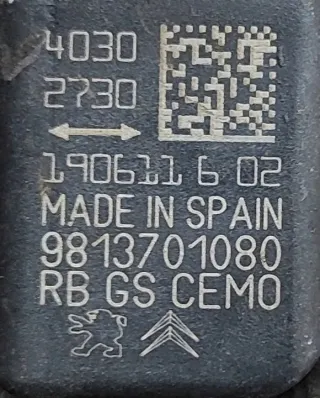 4030
2730
190611 6 02
MADE IN SPAIN
9813701080
RB GS CEMO